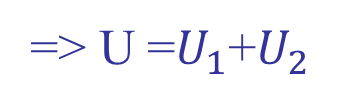 => U =U₁+U₂